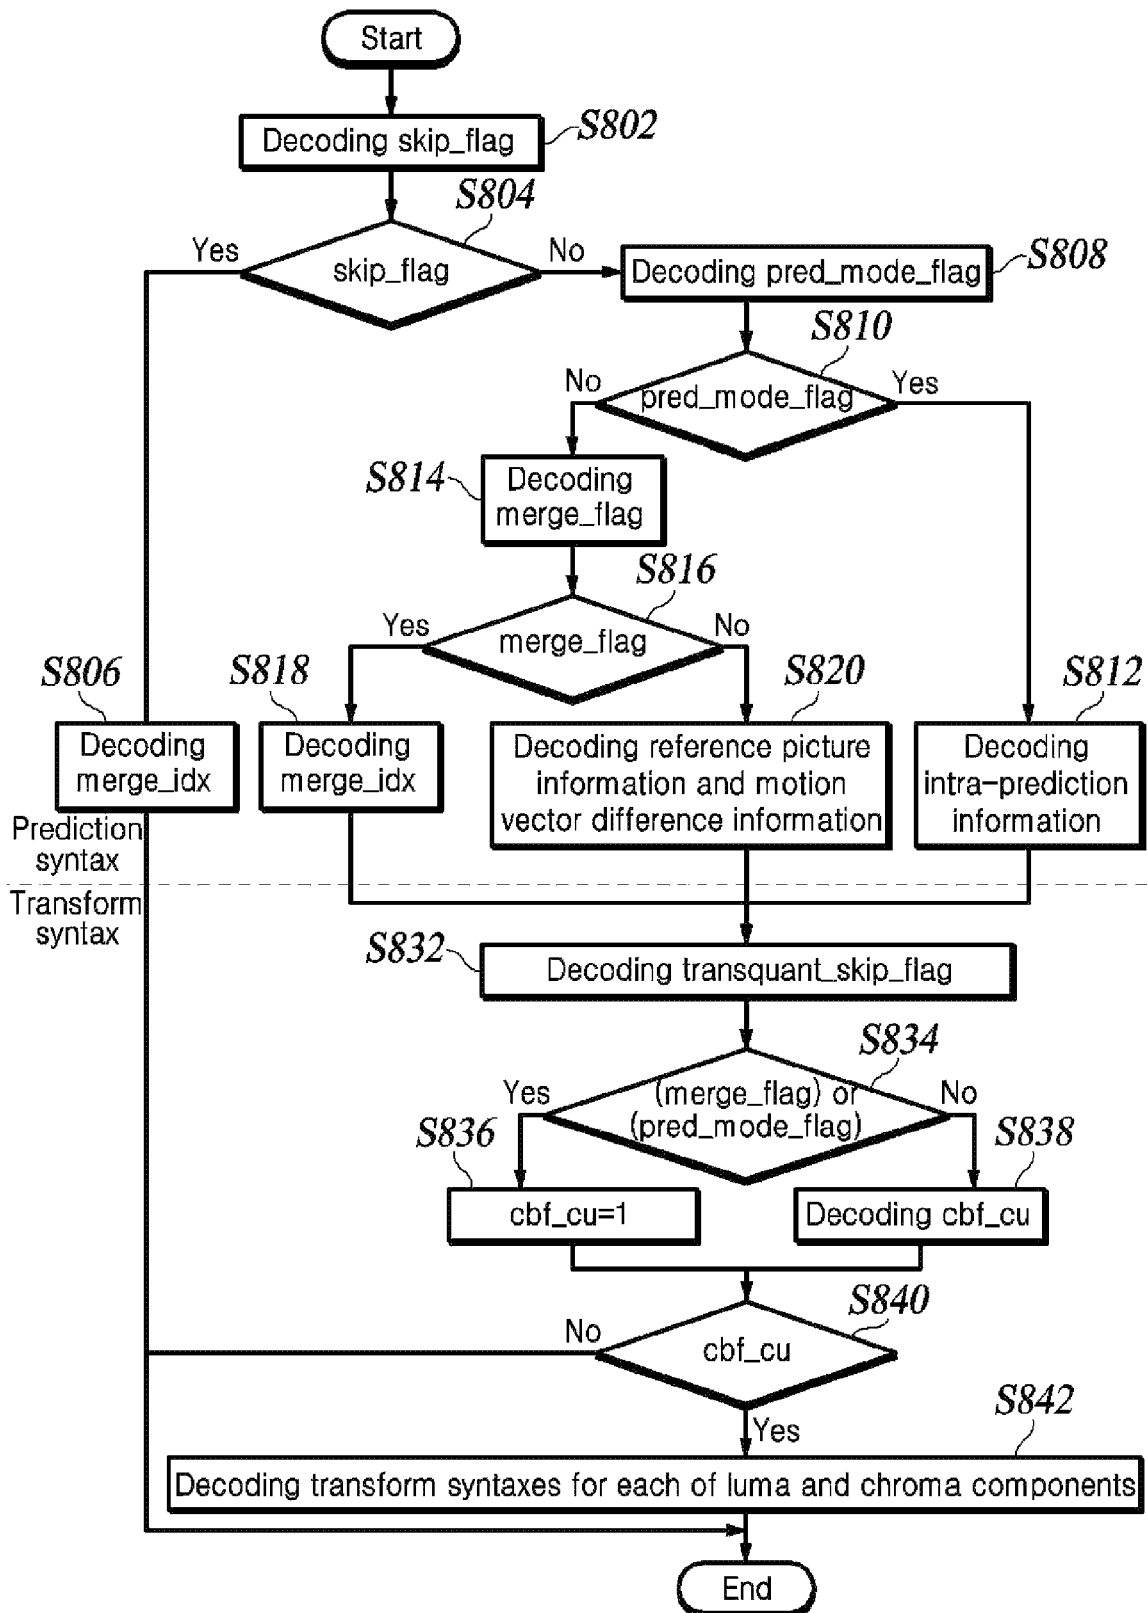 Start
Decoding skip_flag
S802
S804
Yes
skip_flag
No
Decoding pred_mode_flag
S808
S810
No
pred_mode_flag
Yes
S814
Decoding
merge_flag
S816
Yes
merge_flag
No
S806
Decoding
merge_idx
S818
Decoding
merge_idx
S820
Decoding reference picture
information and motion
vector difference information
S812
Decoding
intra-prediction
information
Prediction
syntax
Transform
syntax
S832
Decoding transquant_skip_flag
S834
Yes
(merge_flag) or
(pred_mode_flag)
No
S836
cbf_cu=1
S838
Decoding cbf_cu
S840
No
cbf_cu
Yes
S842
Decoding transform syntaxes for each of luma and chroma components
End